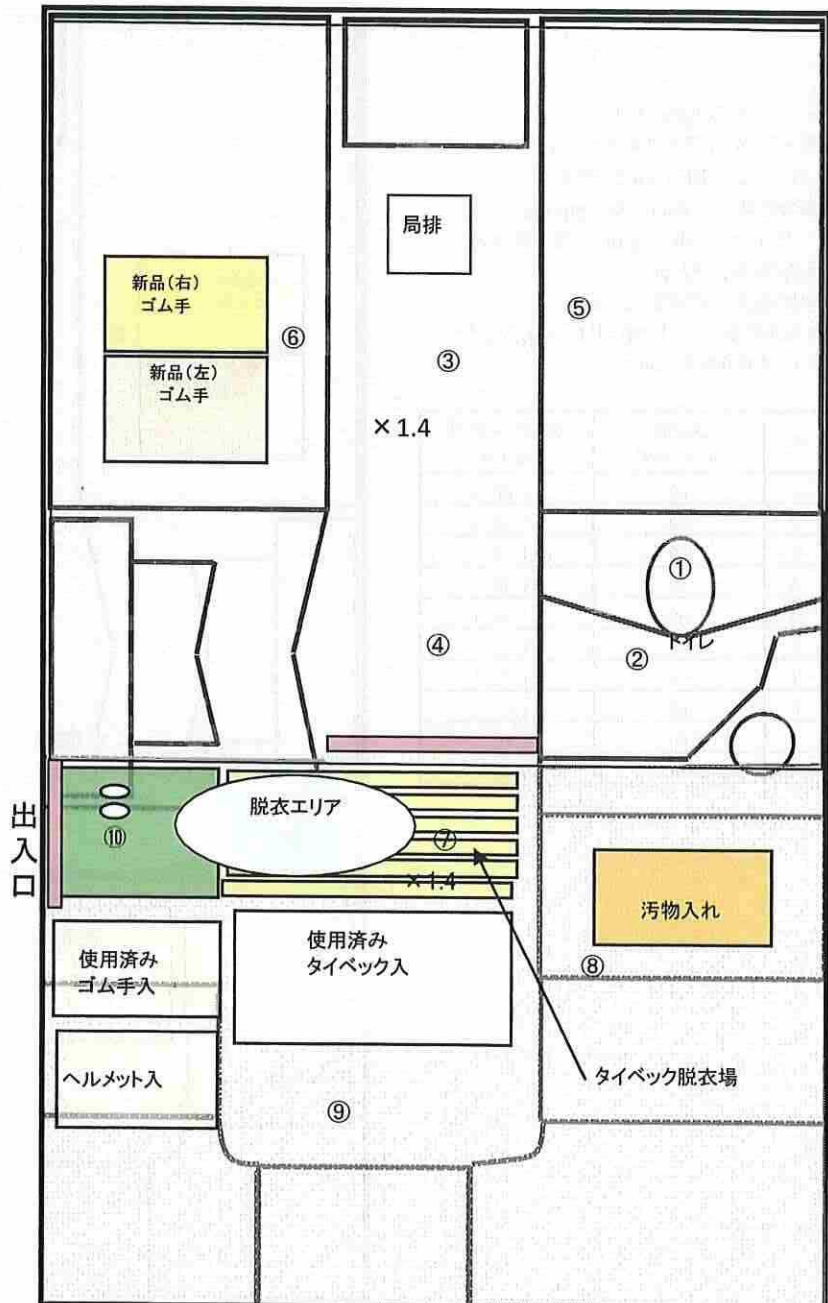 局排
新品(右)
ゴム手
⑥
⑤
新品(左)
ゴム手
③
×1.4
①
④
②
トイレ
出入口
脱衣エリア
⑩
⑦
×1.4
汚物入れ
使用済み
ゴム手入
使用済み
タイベック入
⑧
ヘルメット入
タイベック脱衣場
⑨